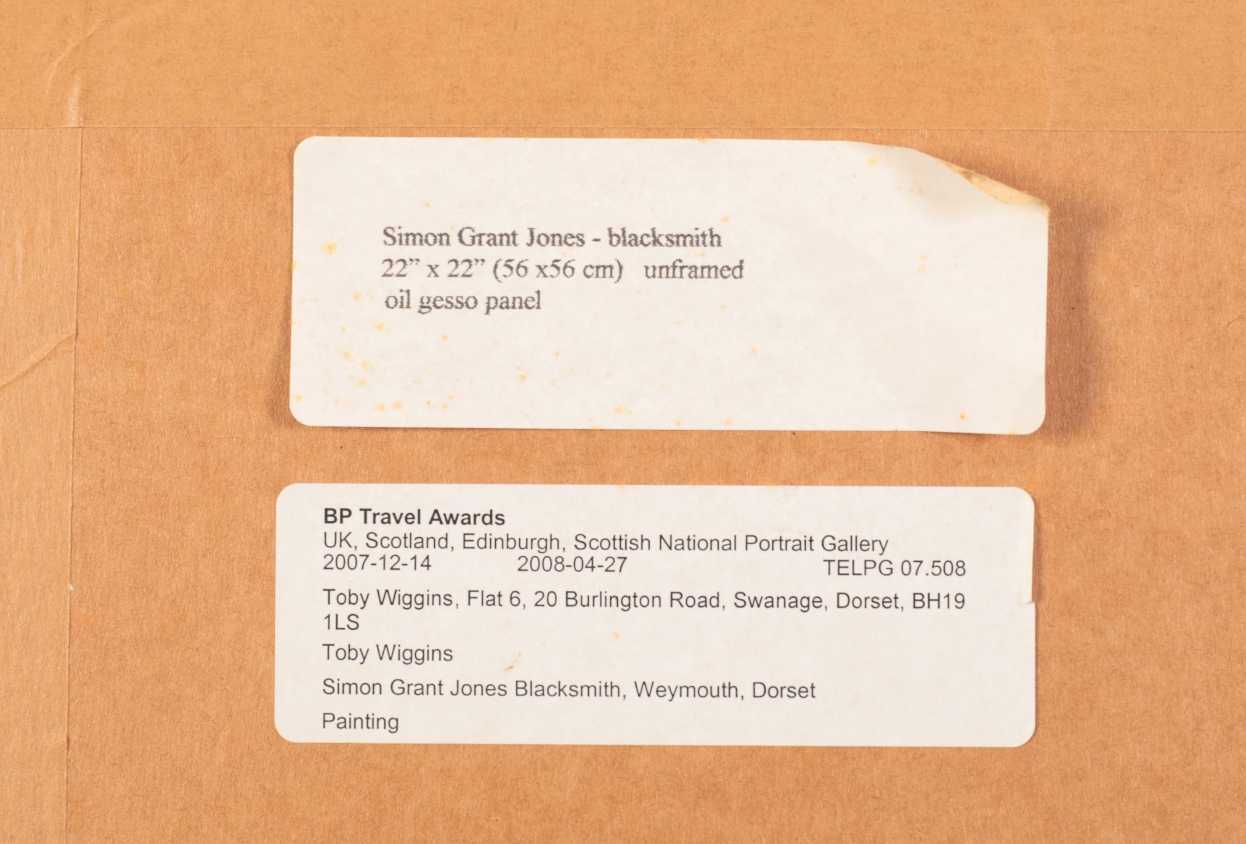 Simon Grant Jones - blacksmith
22” x 22” (56 x56 cm) unframed
oil gesso panel
BP Travel Awards
UK, Scotland, Edinburgh, Scottish National Portrait Gallery
2007-12-14 2008-04-27 TELPG 07.508
Toby Wiggins, Flat 6, 20 Burlington Road, Swanage, Dorset, BH19
1LS
Toby Wiggins
Simon Grant Jones Blacksmith, Weymouth, Dorset
Painting